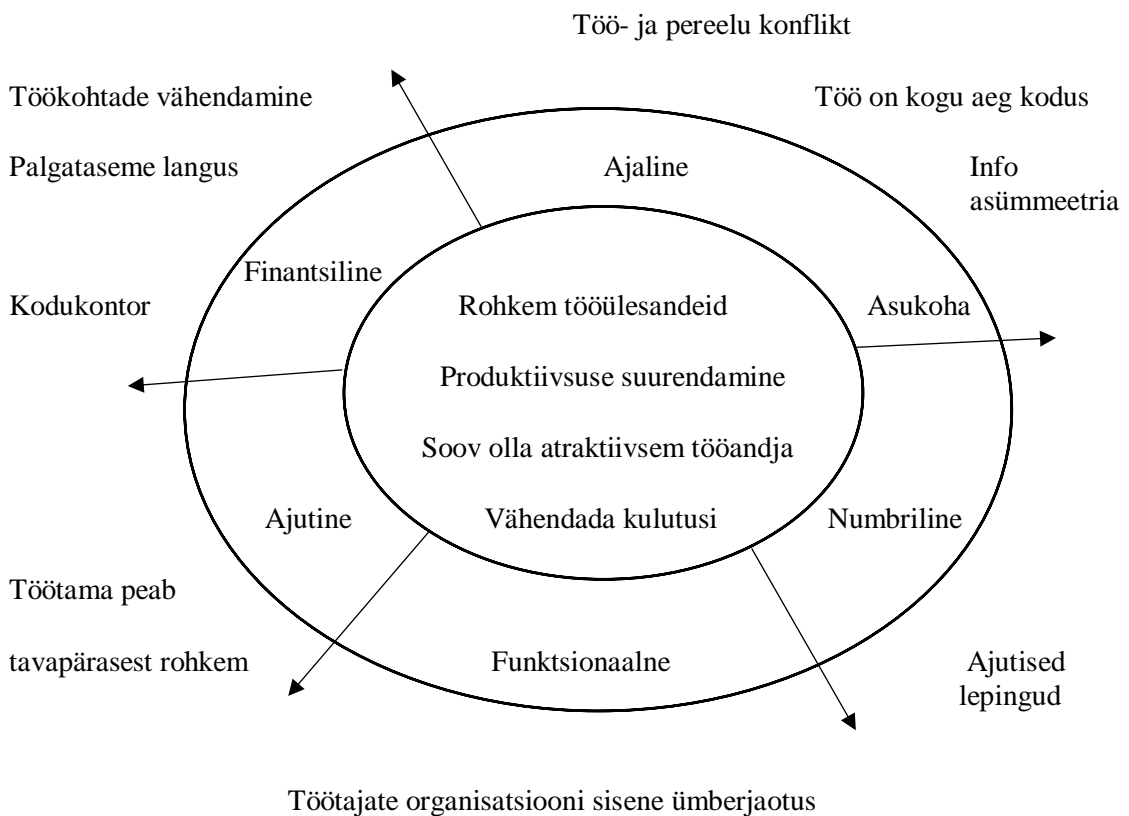 Töö- ja pereelu konflikt
Töökohtade vähendamine
Töö on kogu aeg kodus
Palgataseme langus
Ajaline
Info
asümmeetria
Finantsiline
Kodukontor
Rohkem tööülesandeid
Asukoha
Produktiivsuse suurendamine
Soov olla atraktiivsem tööandja
Ajutine
Vähendada kulutusi
Numbriline
Töötama peab
tavapärasest rohkem
Funktsionaalne
Ajutised
lepingud
Töötajate organisatsiooni sisene ümberjaotus